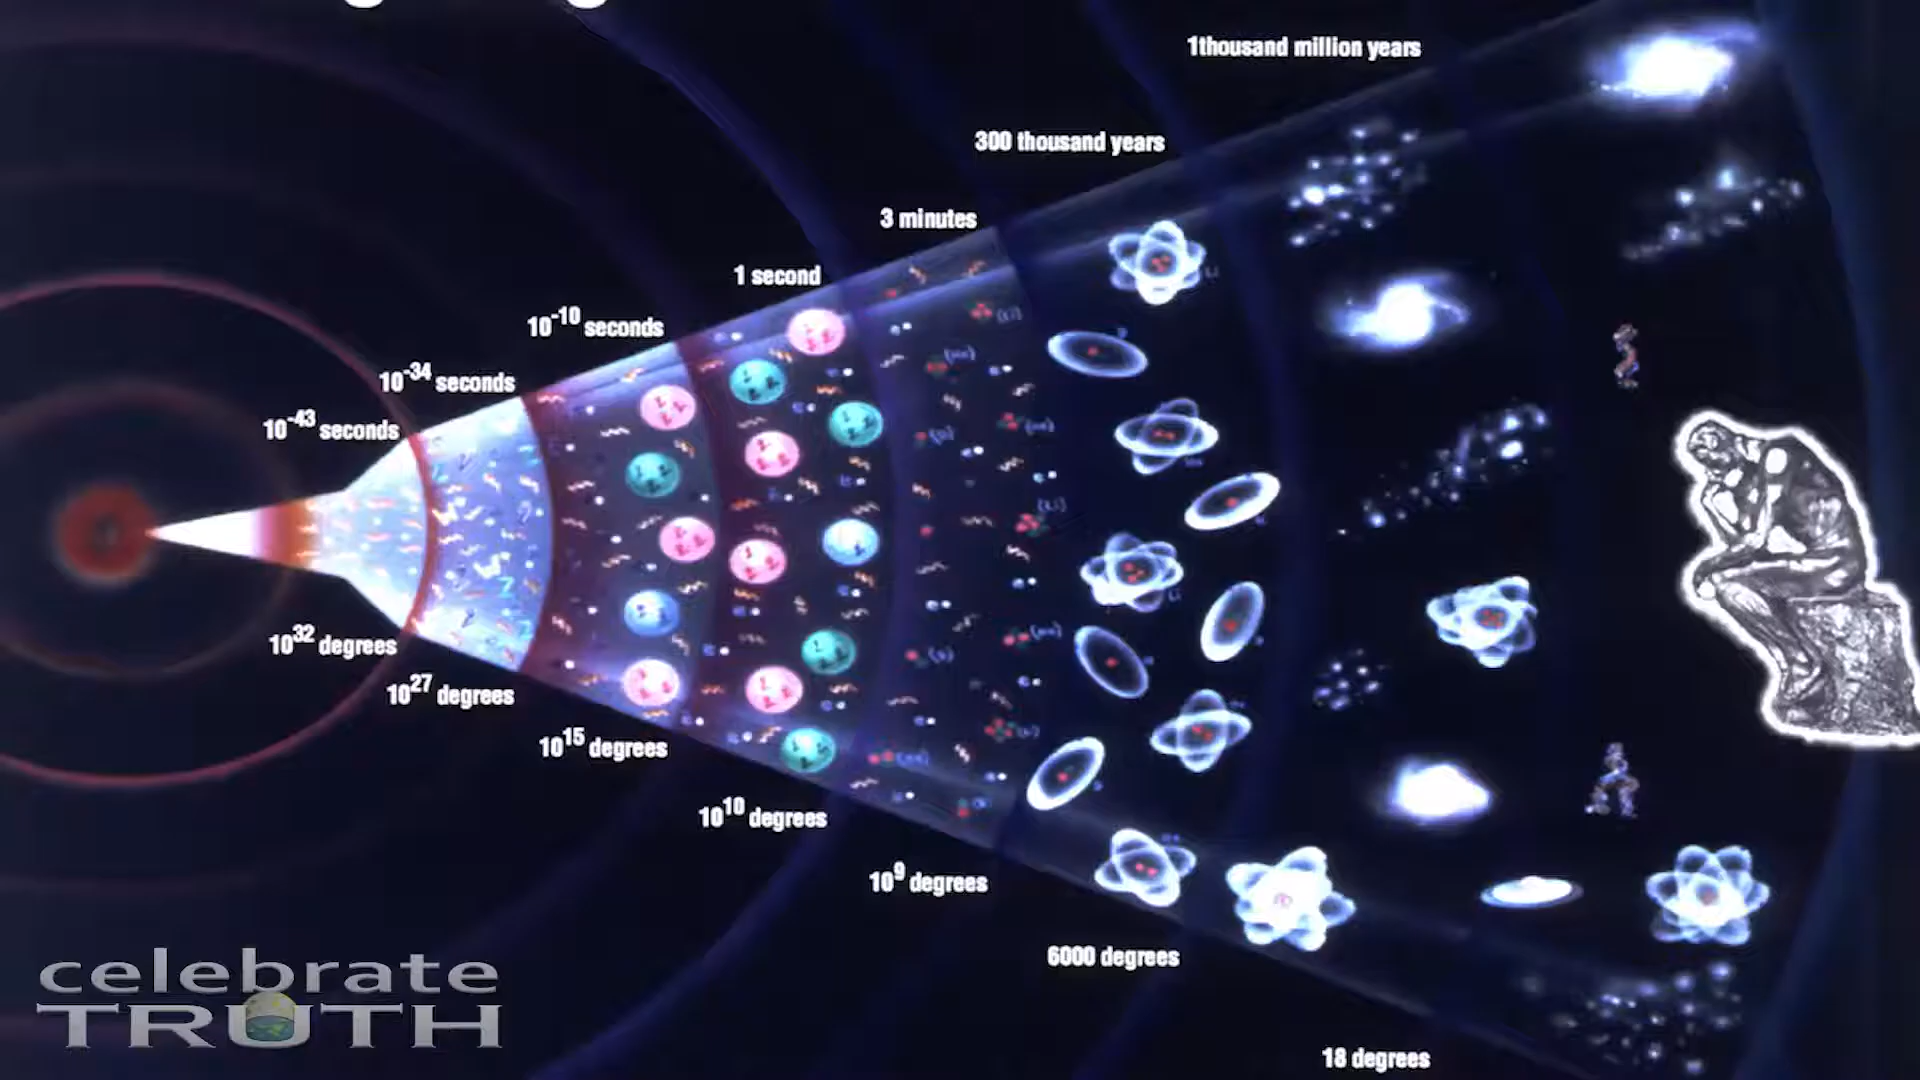 1thousand million years
300 thousand years
3 minutes
1 second
10-10 seconds
10-34 seconds
10-43 seconds
1032 degrees
1027 degrees
1015 degrees
1010 degrees
109 degrees
6000 degrees
18 degrees
celebrate
TRUTH